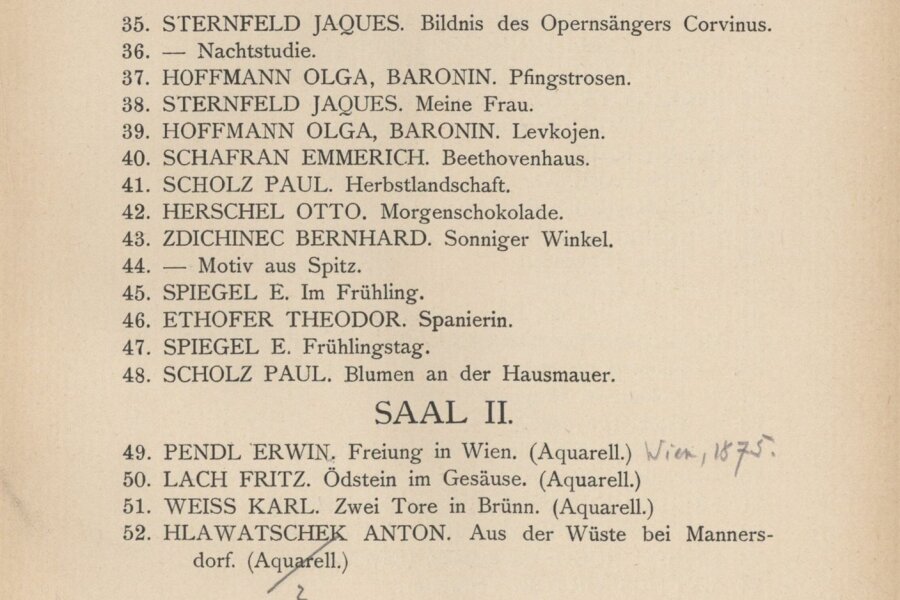 35. STERNFELD JAQUES. Bildnis des Opernsängers Corvinus.
36. — Nachtstudie.
37. HOFFMANN OLGA, BARONIN. Pfingstrosen.
38. STERNFELD JAQUES. Meine Frau.
39. HOFFMANN OLGA, BARONIN. Levkojen.
40. SCHAFRAN EMMERICH. Beethovenhaus.
41. SCHOLZ PAUL. Herbstlandschaft.
42. HERSCHEL OTTO. Morgenschokolade.
43. ZDICHINEC BERNHARD. Sonniger Winkel.
44. — Motiv aus Spitz.
45. SPIEGEL E. Im Frühling.
46. ETHOFER THEODOR. Spanierin.
47. SPIEGEL E. Frühlingstag.
48. SCHOLZ PAUL. Blumen an der Hausmauer.
SAAL II.
49. PENDL ERWIN. Freiung in Wien. (Aquarell.) Wien, 1875.
50. LACH FRITZ. Ödstein im Gesäuse. (Aquarell.)
51. WEISS KARL. Zwei Tore in Brünn. (Aquarell.)
52. HLAWATSCHEK ANTON. Aus der Wüste bei Manners-
dorf. (Aquarell.)
2